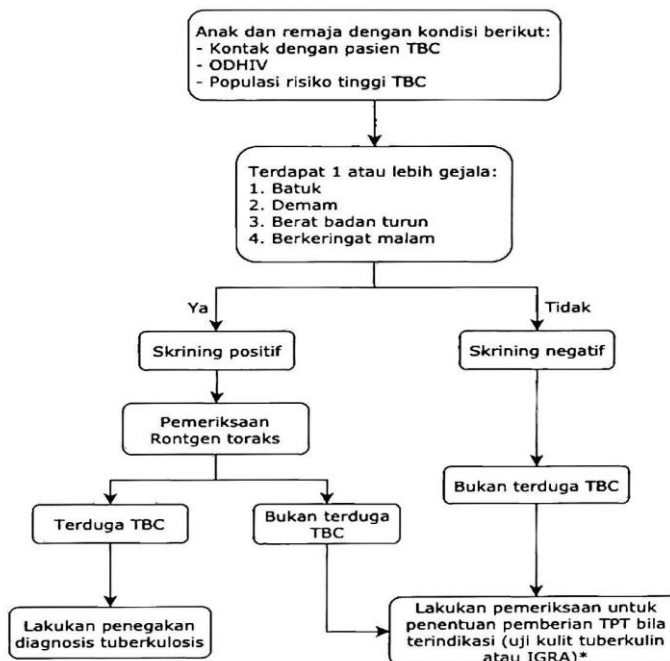 Anak dan remaja dengan kondisi berikut:
- Kontak dengan pasien TBC
- ODHIV
- Populasi risiko tinggi TBC
Terdapat 1 atau lebih gejala:
1. Batuk
2. Demam
3. Berat badan turun
4. Berkeringat malam
Ya
Tidak
Skrining positif
Skrining negatif
Pemeriksaan
Rontgen toraks
Terduga TBC
Bukan terduga
TBC
Bukan terduga TBC
Lakukan penegakan
diagnosis tuberkulosis
Lakukan pemeriksaan untuk
penentuan pemberian TPT bila
terindikasi (uji kulit tuberkulin
atau IGRA)*